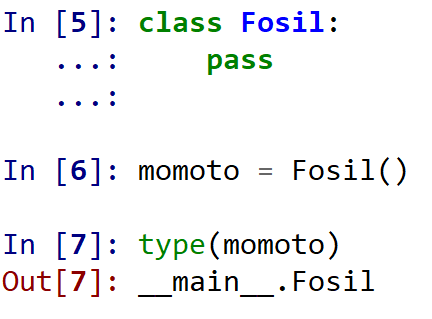 In [5]: class Fosil:
   ...:     pass
   ...:
In [6]: momoto = Fosil()
In [7]: type(momoto)
Out[7]: __main__.Fosil